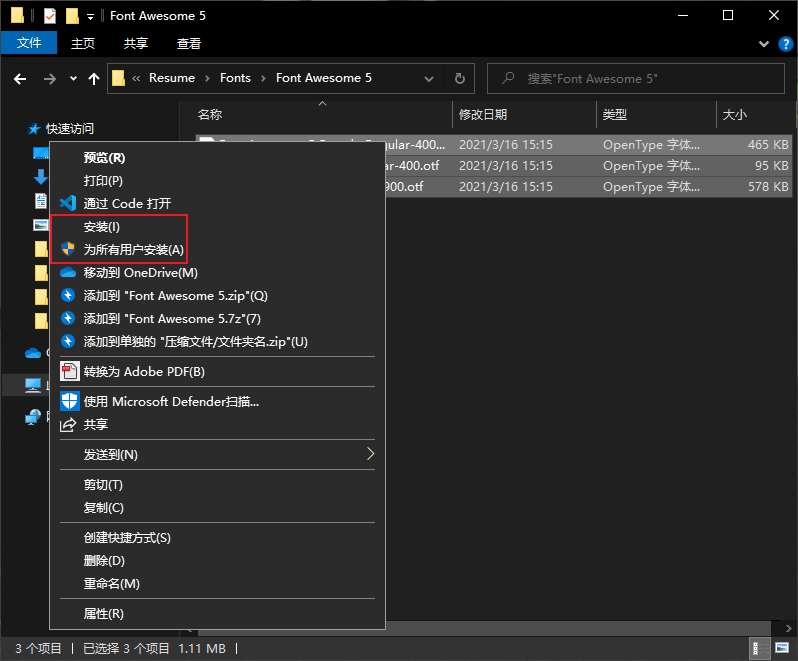 Font Awesome 5
文件 主页 共享 查看
« Resume › Fonts › Font Awesome 5
搜索"Font Awesome 5"
名称 修改日期 类型 大小
快速访问
gular-400... 2021/3/16 15:15 OpenType 字体... 465 KB
ar-400.otf 2021/3/16 15:15 OpenType 字体... 95 KB
900.otf 2021/3/16 15:15 OpenType 字体... 578 KB
预览(R)
打印(P)
通过 Code 打开
安装(I)
为所有用户安装(A)
移动到 OneDrive(M)
添加到 "Font Awesome 5.zip"(Q)
添加到 "Font Awesome 5.7z"(7)
添加到单独的 "压缩文件/文件夹名.zip"(U)
转换为 Adobe PDF(B)
使用 Microsoft Defender扫描...
共享
发送到(N)
剪切(T)
复制(C)
创建快捷方式(S)
删除(D)
重命名(M)
属性(R)
3 个项目 已选择 3 个项目 1.11 MB